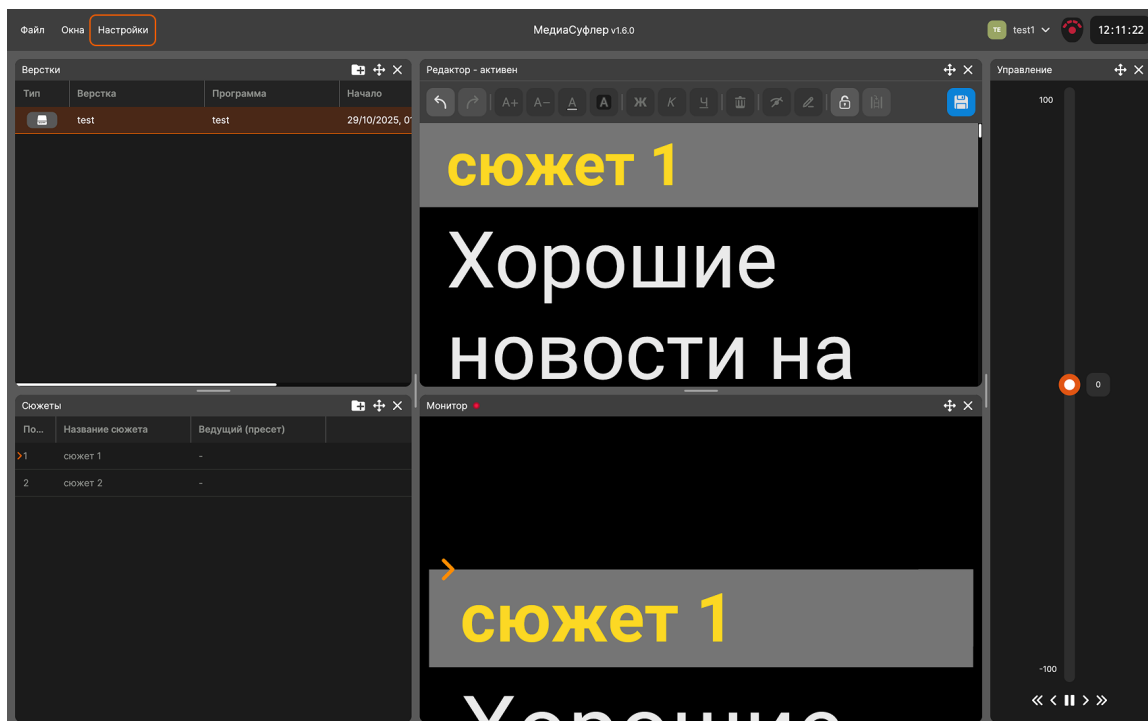 Файл Окна Настройки МедиаСуфлер v1.6.0 TE test1 12:11:22
Верстки
Тип Верстка Программа Начало
test test 29/10/2025, 0
Редактор - активен
A+ A- A A Ж К Ч
сюжет 1
Хорошие
новости на
Управление
100
0
-100
Сюжеты
По... Название сюжета Ведущий (пресет)
1 сюжет 1 -
2 сюжет 2 -
Монитор
сюжет 1
Хорошие